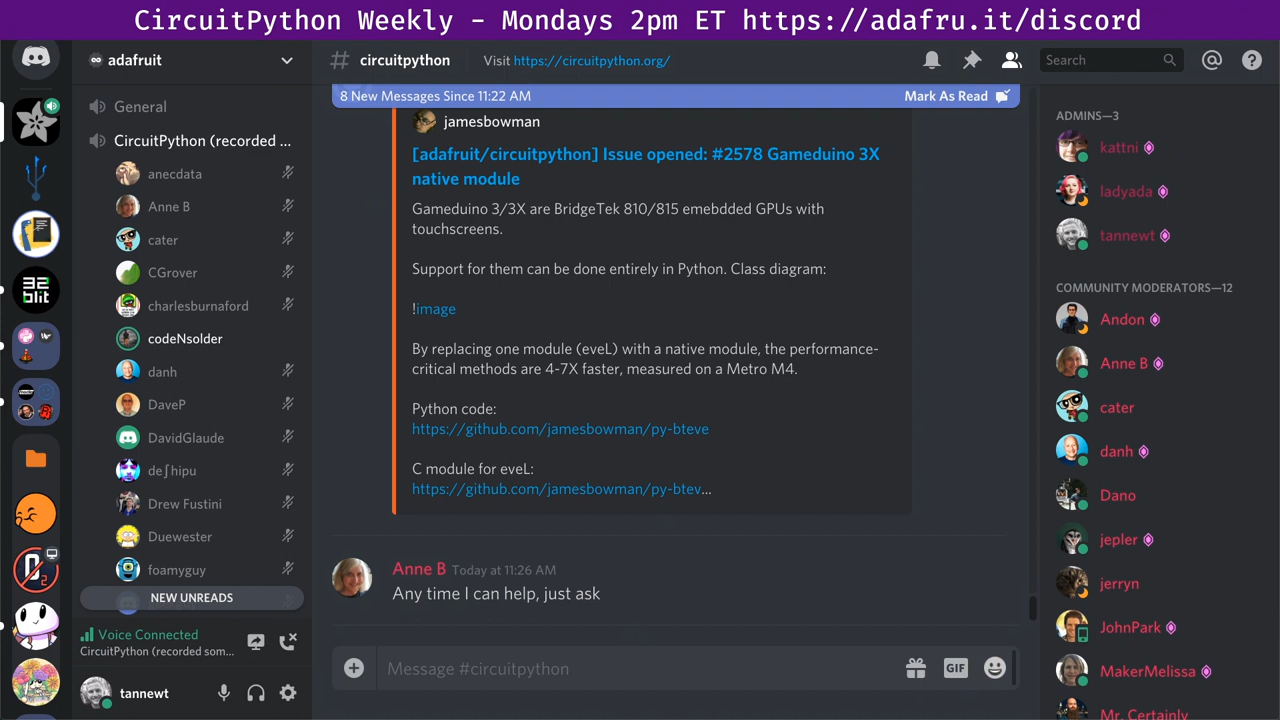 CircuitPython Weekly - Mondays 2pm ET https://adafru.it/discord
adafruit
General
CircuitPython (recorded ...
anecdata
Anne B
cater
CGrover
charlesburnaford
codeNsolder
danh
DaveP
DavidGlaude
de∫hipu
Drew Fustini
Duewester
foamyguy
NEW UNREADS
Voice Connected
CircuitPython (recorded som...
tannewt
32
blit
2
# circuitpython
Visit https://circuitpython.org/
Search
8 New Messages Since 11:22 AM
Mark As Read
jamesbowman
[adafruit/circuitpython] Issue opened: #2578 Gameduino 3X
native module
Gameduino 3/3X are BridgeTek 810/815 emebdded GPUs with
touchscreens.
Support for them can be done entirely in Python. Class diagram:
!image
By replacing one module (eveL) with a native module, the performance-
critical methods are 4-7X faster, measured on a Metro M4.
Python code:
https://github.com/jamesbowman/py-bteve
C module for eveL:
https://github.com/jamesbowman/py-btev...
Anne B Today at 11:26 AM
Any time I can help, just ask
Message #circuitpython
GIF
ADMINS—3
kattni
ladyada
tannewt
COMMUNITY MODERATORS—12
Andon
Anne B
cater
danh
Dano
jepler
jerryn
JohnPark
MakerMelissa
Mr. Certainly